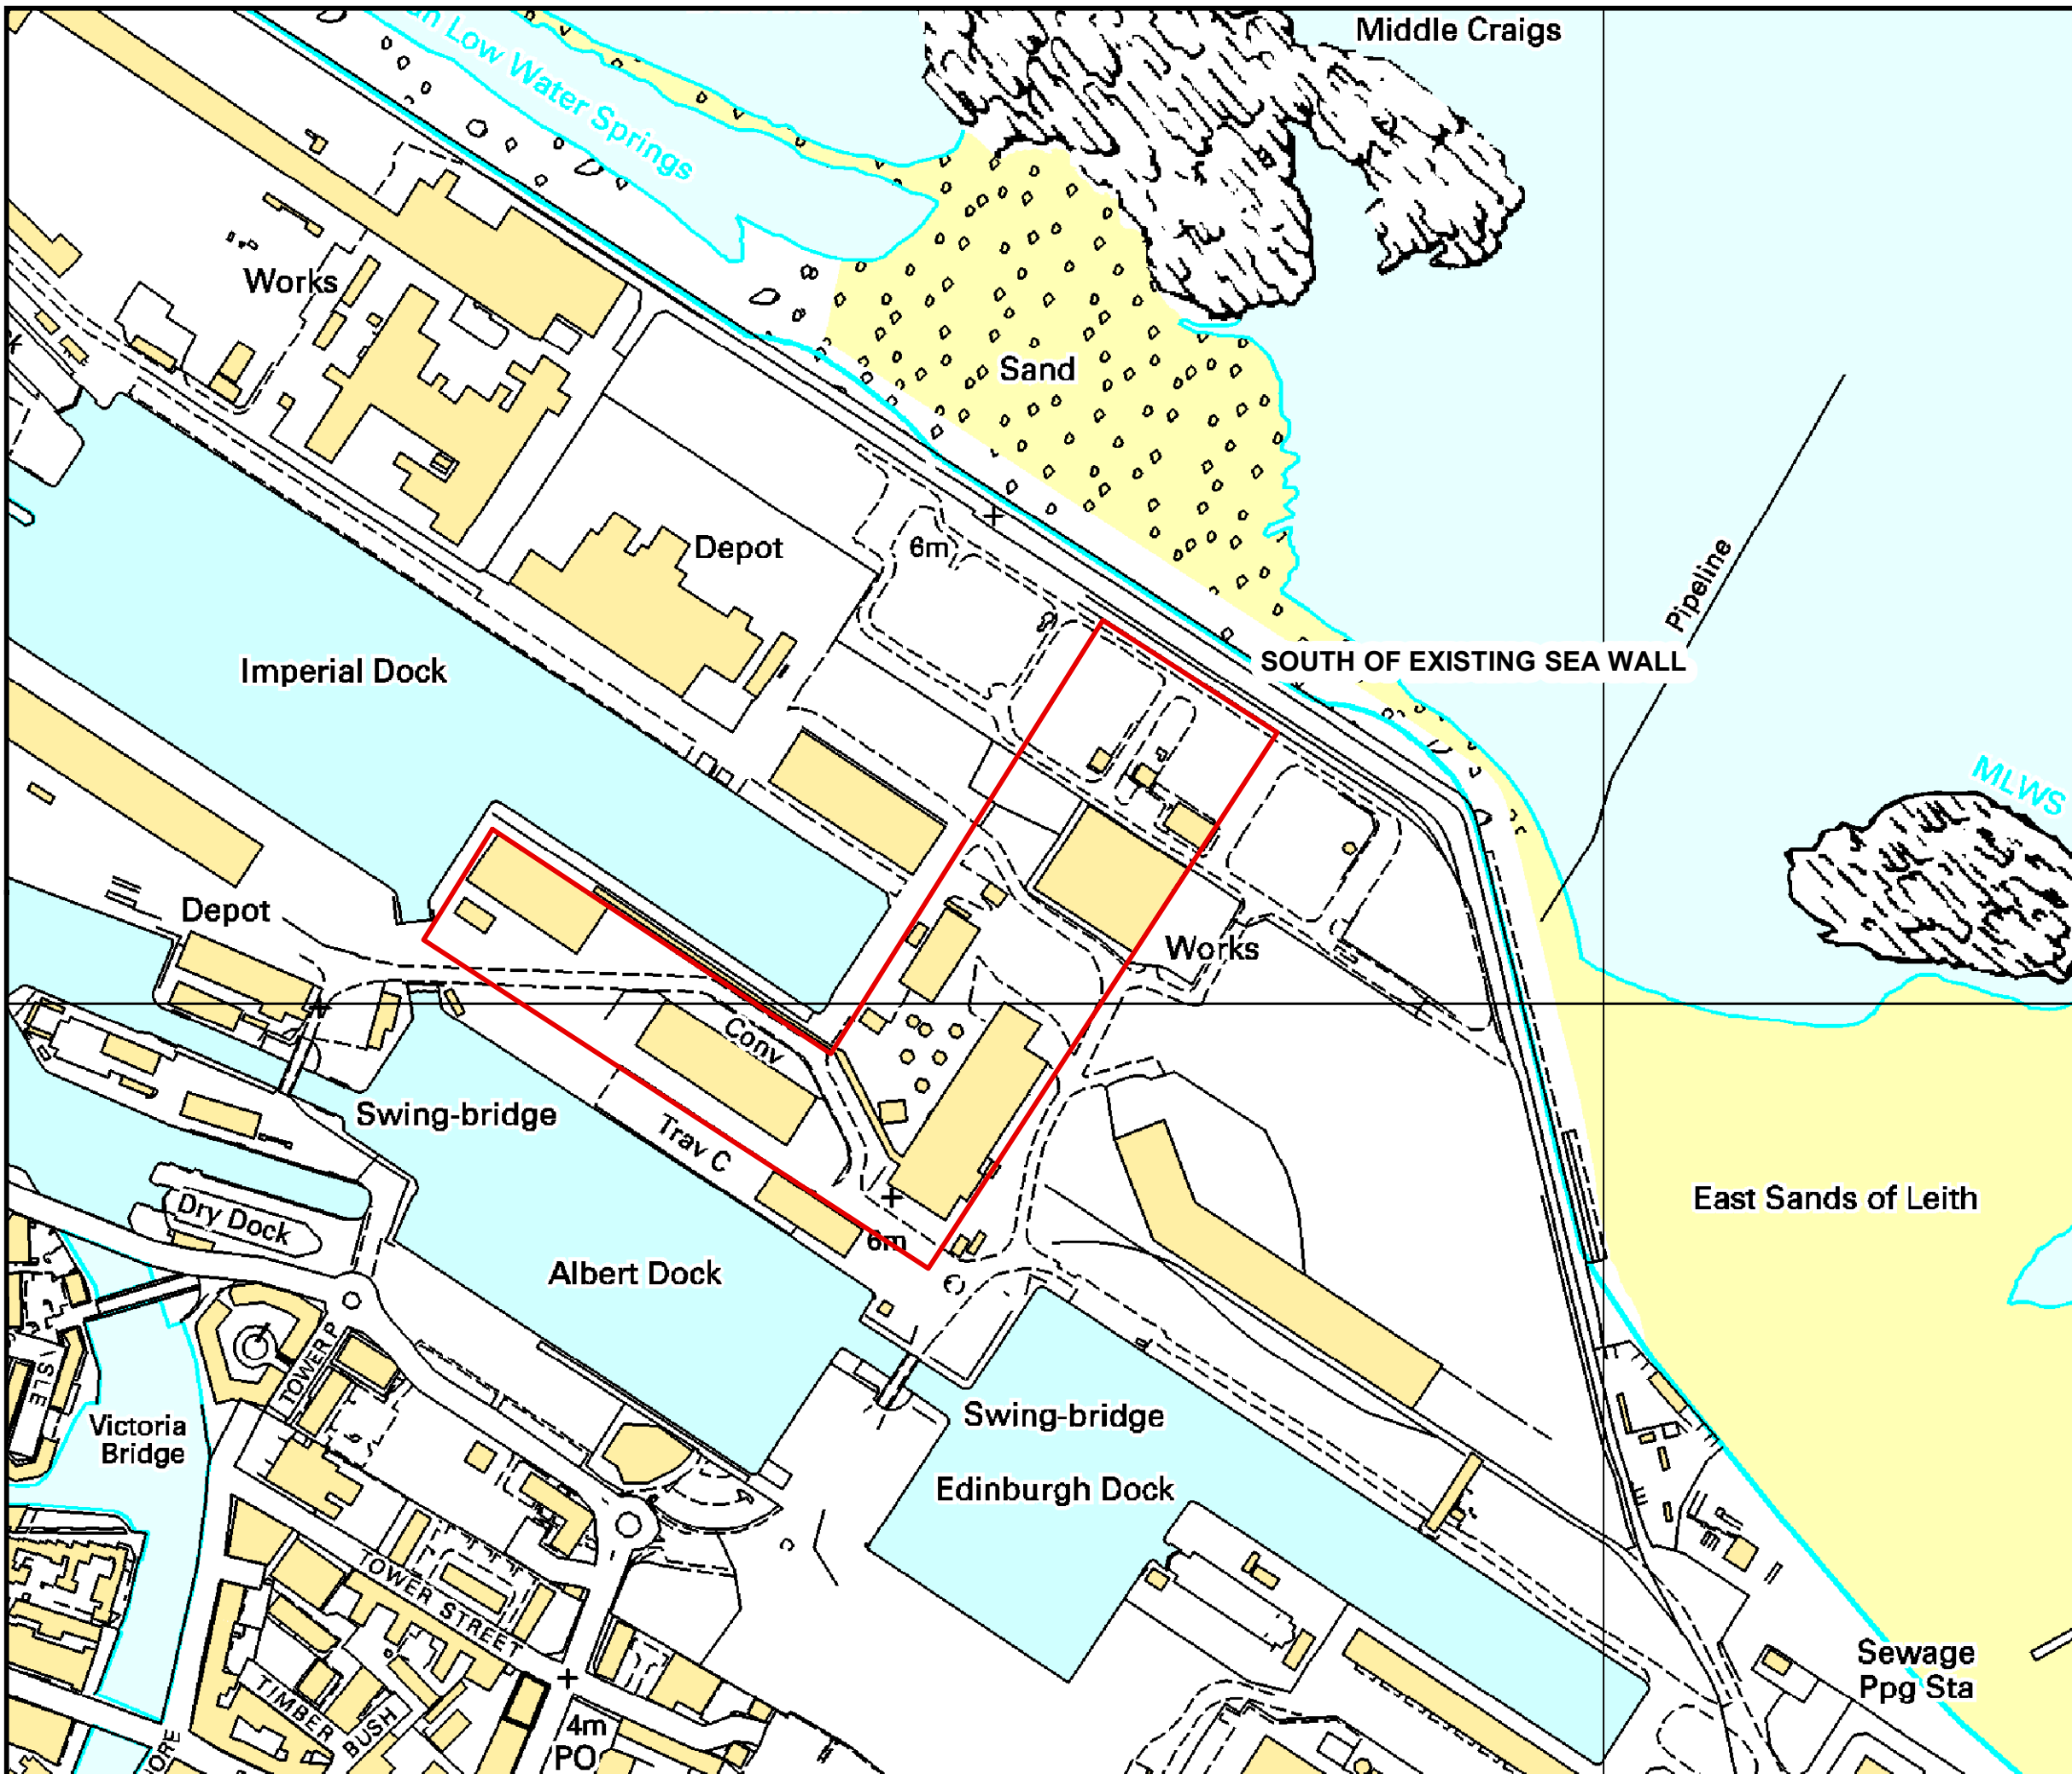 Middle Craigs
Low Water Springs
Works
Sand
Depot
6m
Pipeline
SOUTH OF EXISTING SEA WALL
Imperial Dock
MLWS
Depot
Works
Conv
Swing-bridge
Trav C
East Sands of Leith
Dry Dock
6m
Albert Dock
TOWER P
ISLE
Victoria
Bridge
Swing-bridge
Edinburgh Dock
TOWER STREET
TIMBER
BUSH
4m
PO
Sewage
Ppg Sta